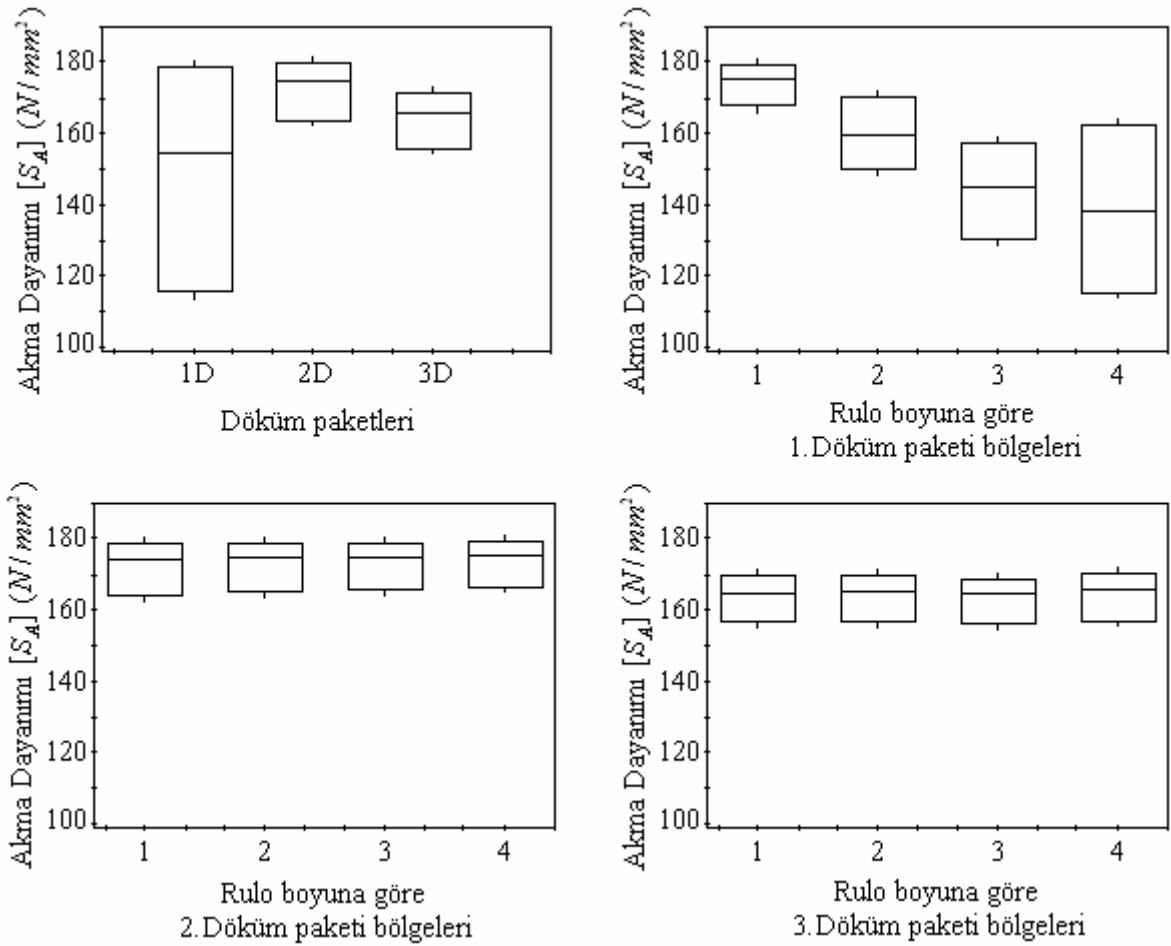 Akma Dayanımı [S_A] (N/mm²)
180
160
140
120
100
1D 2D 3D
Döküm paketleri
Akma Dayanımı [S_A] (N/mm²)
180
160
140
120
100
1 2 3 4
Rulo boyuna göre
1.Döküm paketi bölgeleri
Akma Dayanımı [S_A] (N/mm²)
180
160
140
120
100
1 2 3 4
Rulo boyuna göre
2.Döküm paketi bölgeleri
Akma Dayanımı [S_A] (N/mm²)
180
160
140
120
100
1 2 3 4
Rulo boyuna göre
3.Döküm paketi bölgeleri